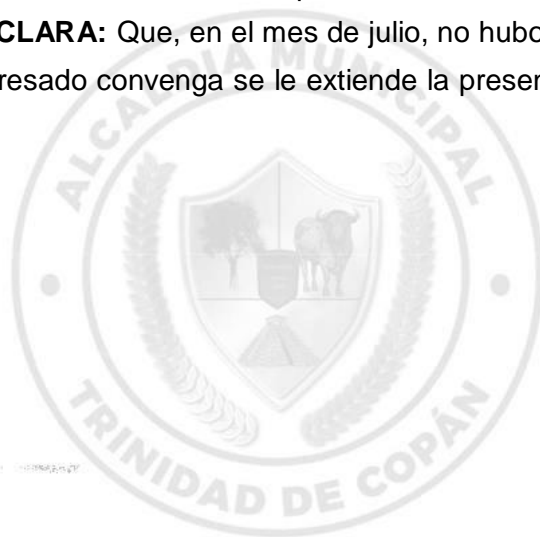 CLARA: Que, en el mes de julio, no hubo
resado convenga se le extiende la presen
ALCALDIA MUNICIPAL
TRINIDAD DE COPÁN